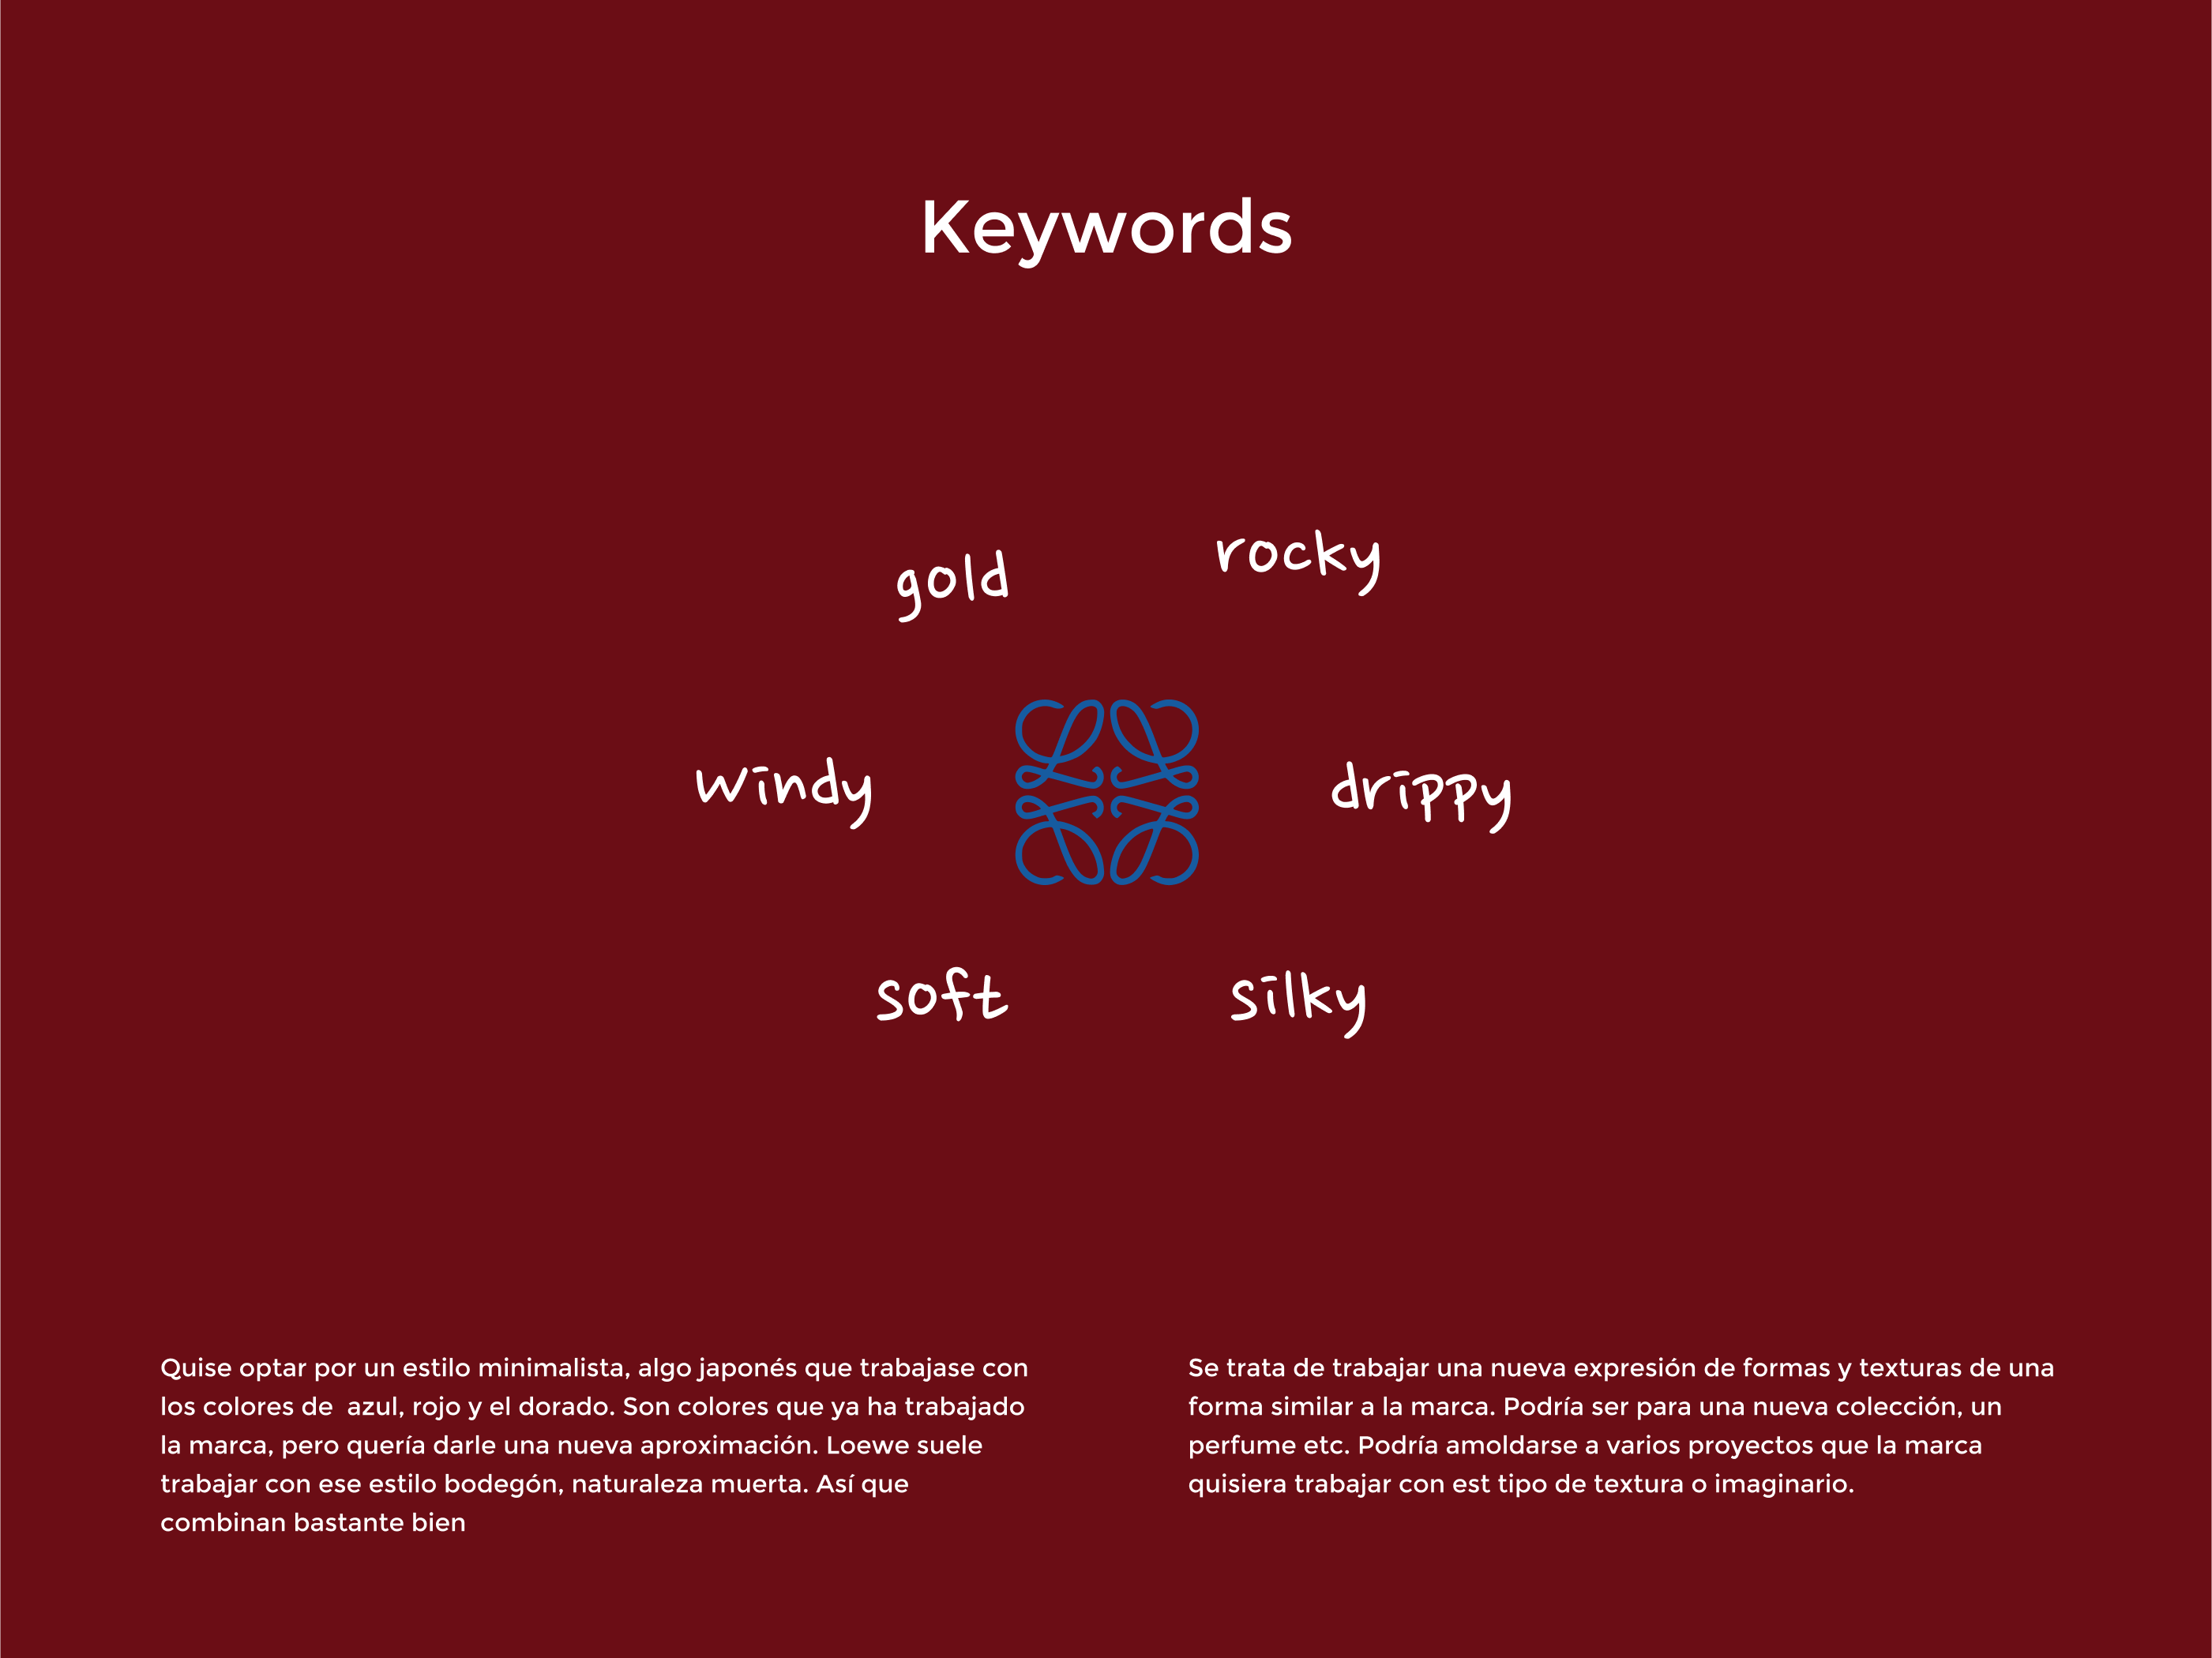 Keywords
gold
rocky
windy
drippy
soft
silky
Quise optar por un estilo minimalista, algo japonés que trabajase con
los colores de  azul, rojo y el dorado. Son colores que ya ha trabajado
la marca, pero quería darle una nueva aproximación. Loewe suele
trabajar con ese estilo bodegón, naturaleza muerta. Así que
combinan bastante bien
Se trata de trabajar una nueva expresión de formas y texturas de una
forma similar a la marca. Podría ser para una nueva colección, un
perfume etc. Podría amoldarse a varios proyectos que la marca
quisiera trabajar con est tipo de textura o imaginario.